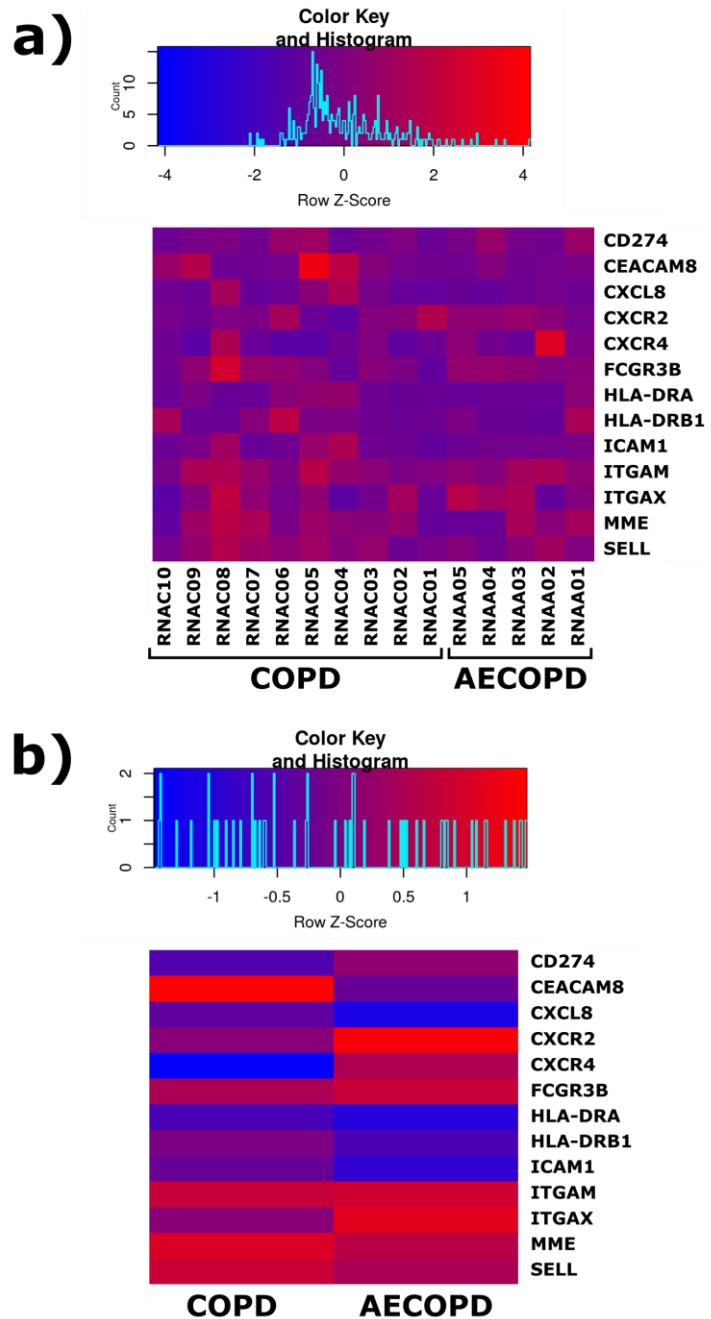 a)
Color Key
and Histogram
Count
0 5 10
-4 -2 0 2 4
Row Z-Score
CD274
CEACAM8
CXCL8
CXCR2
CXCR4
FCGR3B
HLA-DRA
HLA-DRB1
ICAM1
ITGAM
ITGAX
MME
SELL
RNAC10 RNAC09 RNAC08 RNAC07 RNAC06 RNAC05 RNAC04 RNAC03 RNAC02 RNAC01 RNAA05 RNAA04 RNAA03 RNAA02 RNAA01
COPD AECOPD
b)
Color Key
and Histogram
Count
0 1 2
-1 -0.5 0 0.5 1
Row Z-Score
CD274
CEACAM8
CXCL8
CXCR2
CXCR4
FCGR3B
HLA-DRA
HLA-DRB1
ICAM1
ITGAM
ITGAX
MME
SELL
COPD AECOPD